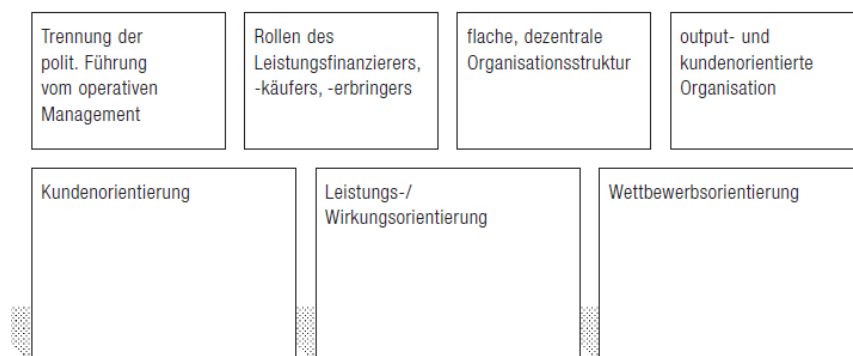 Trennung der
polit. Führung
vom operativen
Management
Rollen des
Leistungsfinanzierers,
-käufers, -erbringers
flache, dezentrale
Organisationsstruktur
output- und
kundenorientierte
Organisation
Kundenorientierung
Leistungs-/
Wirkungsorientierung
Wettbewerbsorientierung